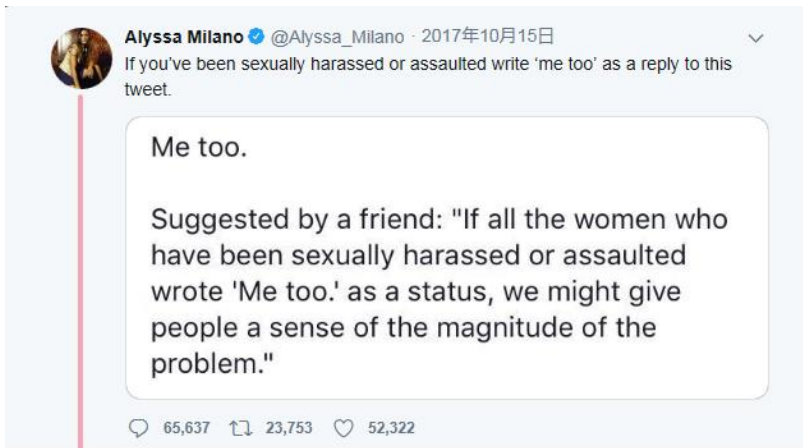 Alyssa Milano @Alyssa_Milano · 2017年10月15日
If you've been sexually harassed or assaulted write ‘me too’ as a reply to this
tweet.
Me too.
Suggested by a friend: "If all the women who
have been sexually harassed or assaulted
wrote 'Me too.' as a status, we might give
people a sense of the magnitude of the
problem."
65,637 23,753 52,322